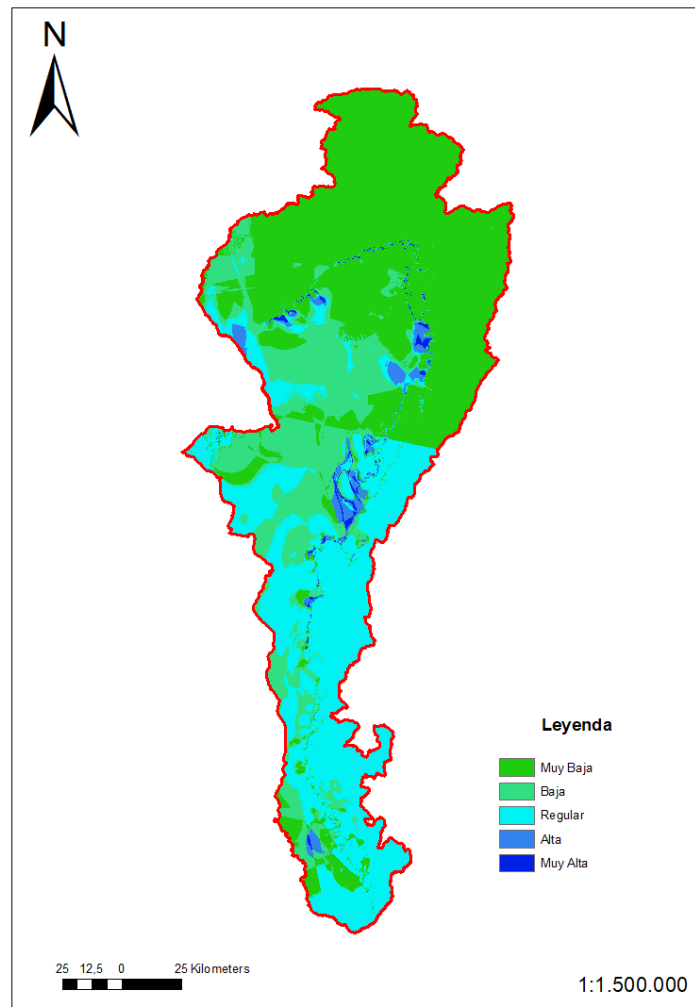 N
Leyenda
Muy Baja
Baja
Regular
Alta
Muy Alta
25 12,5 0 25 Kilometers
1:1.500.000